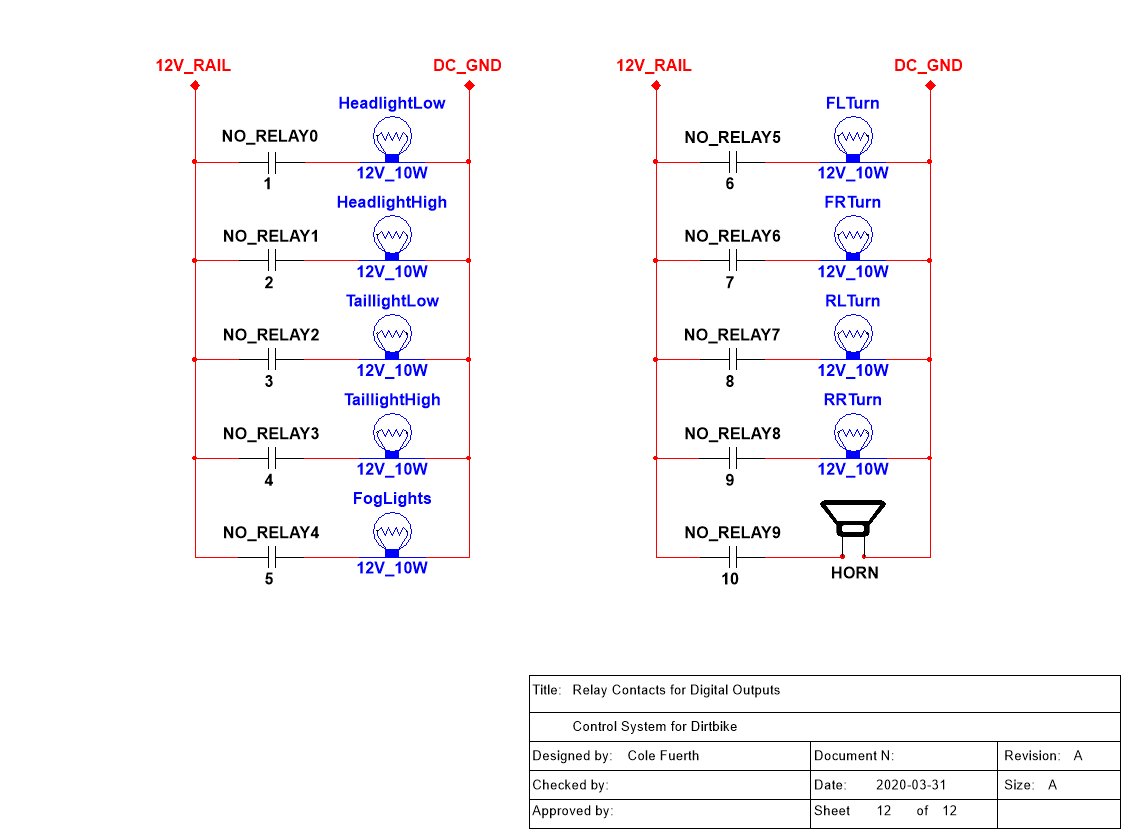 12V_RAIL DC_GND
HeadlightLow
NO_RELAY0
12V_10W
1
HeadlightHigh
NO_RELAY1
12V_10W
2
TaillightLow
NO_RELAY2
12V_10W
3
TaillightHigh
NO_RELAY3
12V_10W
4
FogLights
NO_RELAY4
12V_10W
5
12V_RAIL DC_GND
FLTurn
NO_RELAY5
12V_10W
6
FRTurn
NO_RELAY6
12V_10W
7
RLTurn
NO_RELAY7
12V_10W
8
RRTurn
NO_RELAY8
12V_10W
9
NO_RELAY9
HORN
10
Title: Relay Contacts for Digital Outputs
Control System for Dirtbike
Designed by: Cole Fuerth Document N: Revision: A
Checked by: Date: 2020-03-31 Size: A
Approved by: Sheet 12 of 12